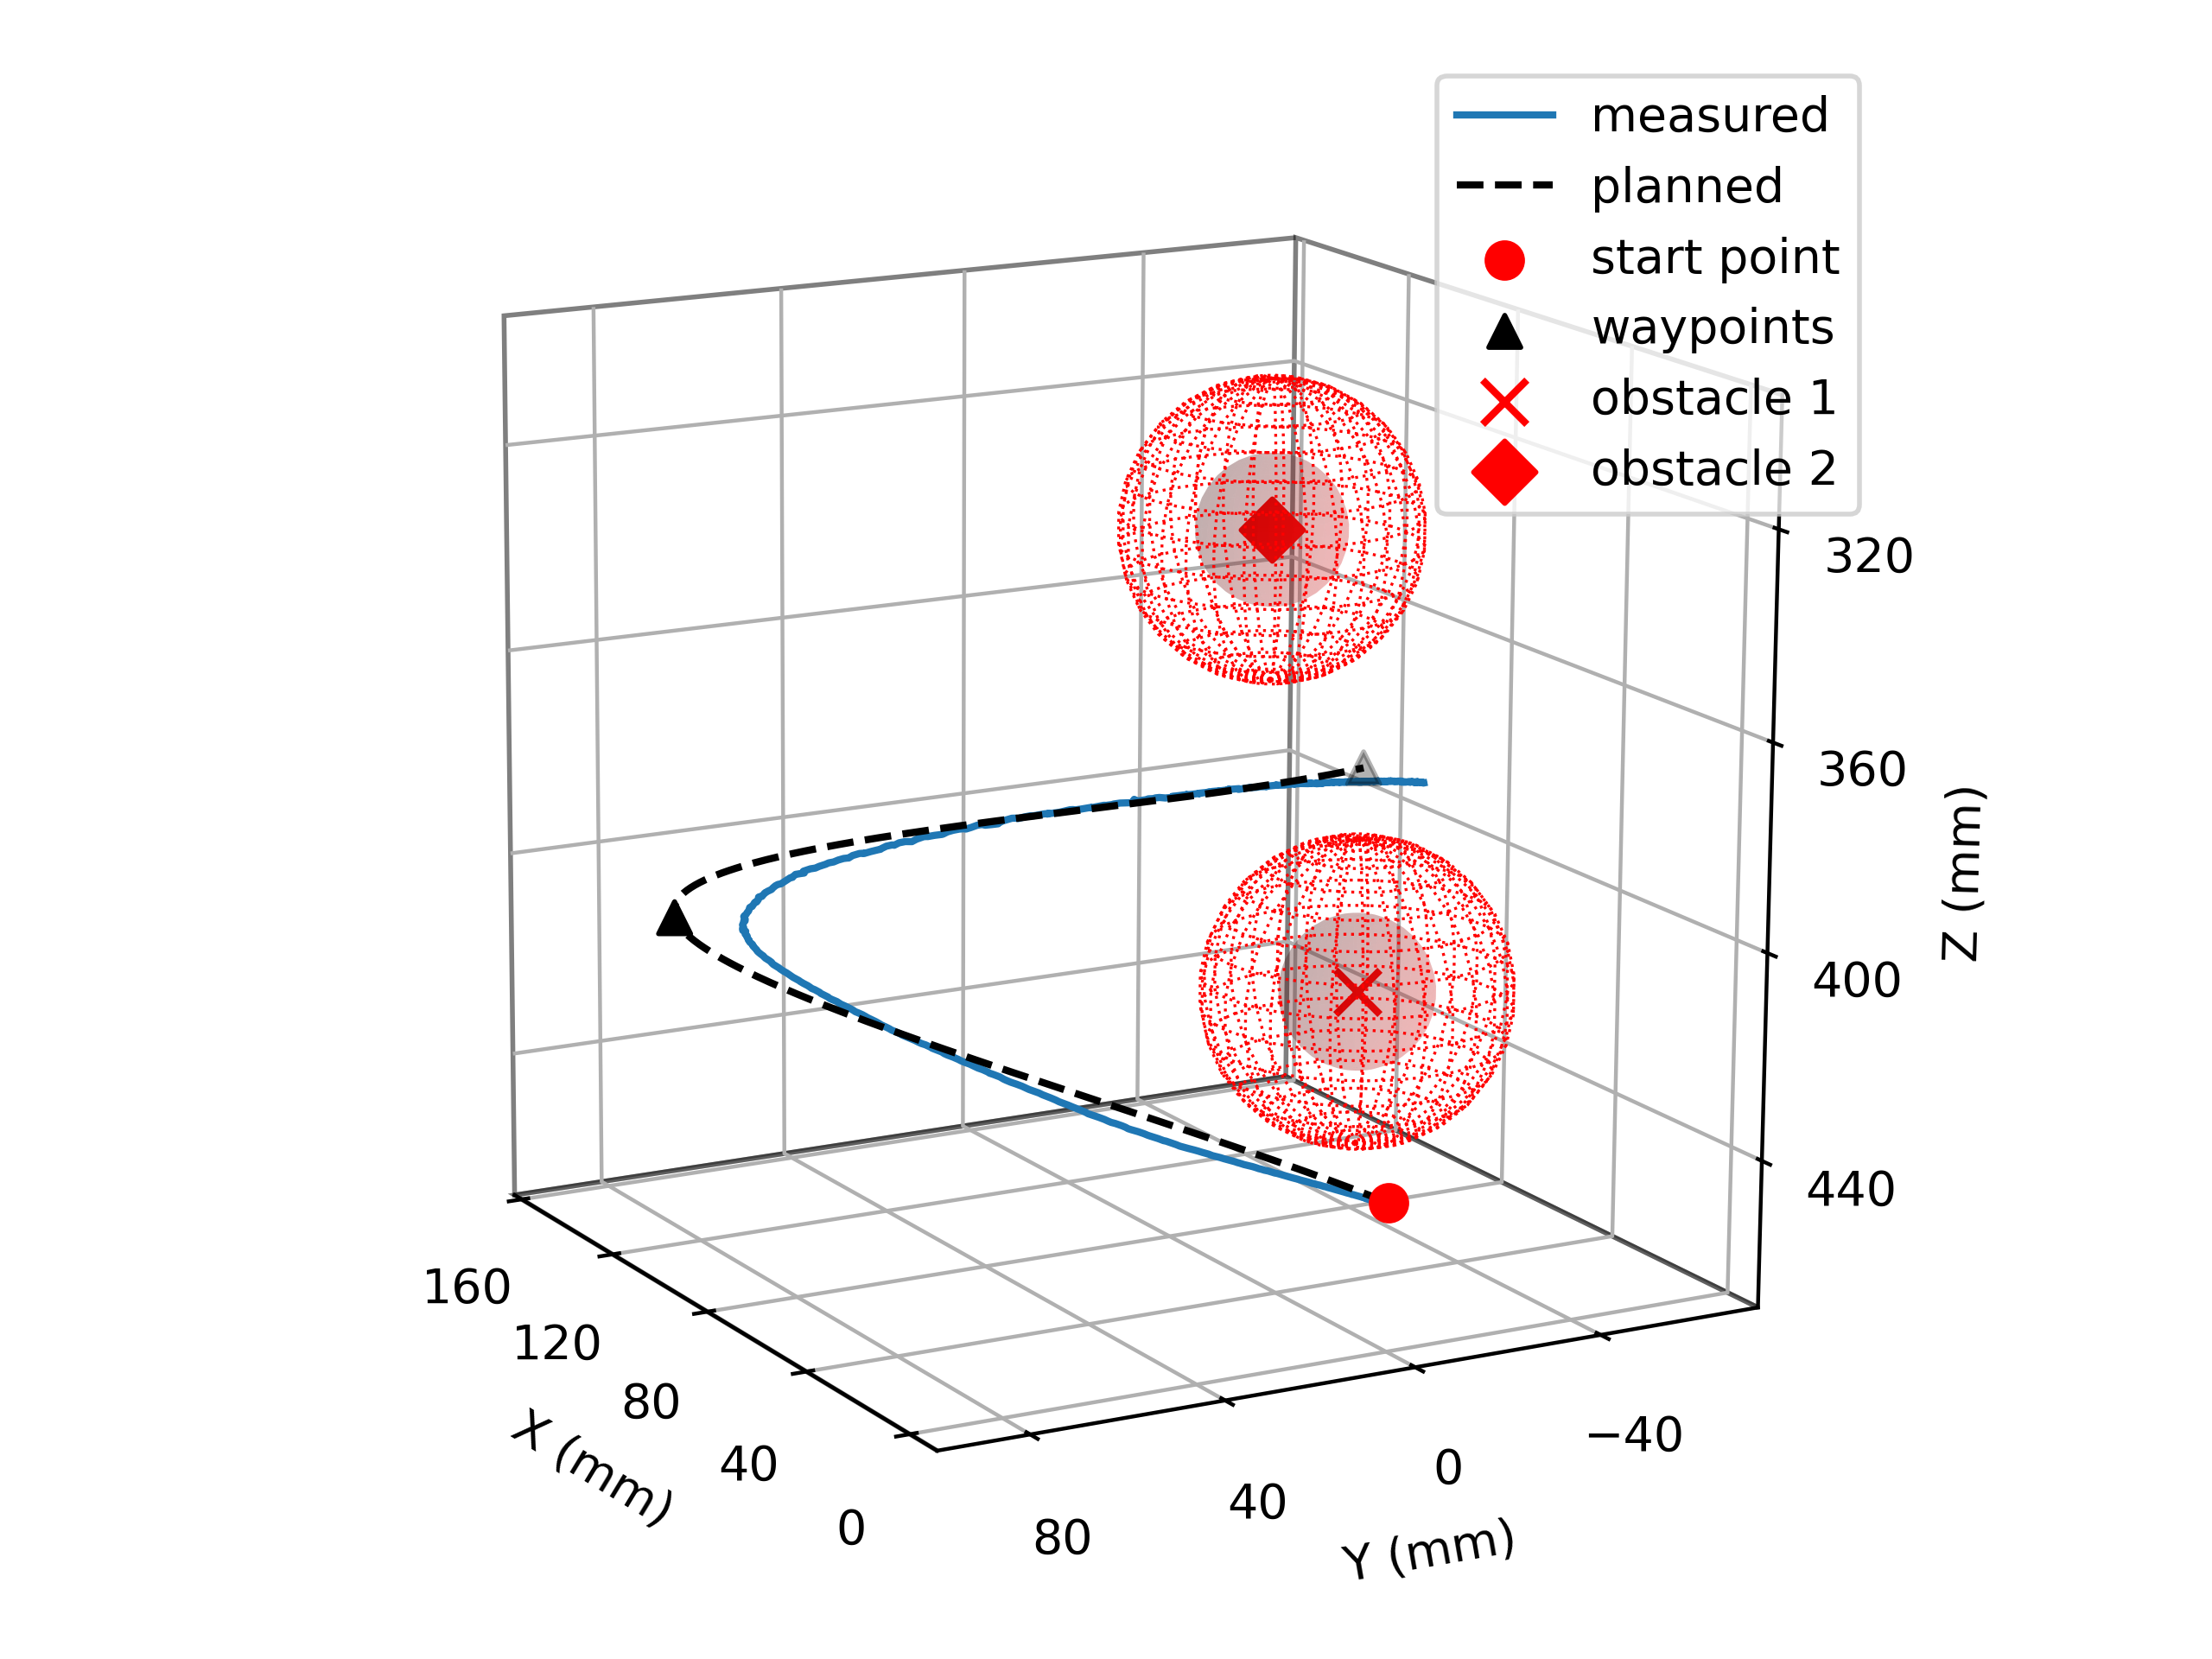 measured
planned
start point
waypoints
obstacle 1
obstacle 2
320
360
400
440
Z (mm)
160
120
80
40
0
X (mm)
80
40
0
−40
Y (mm)